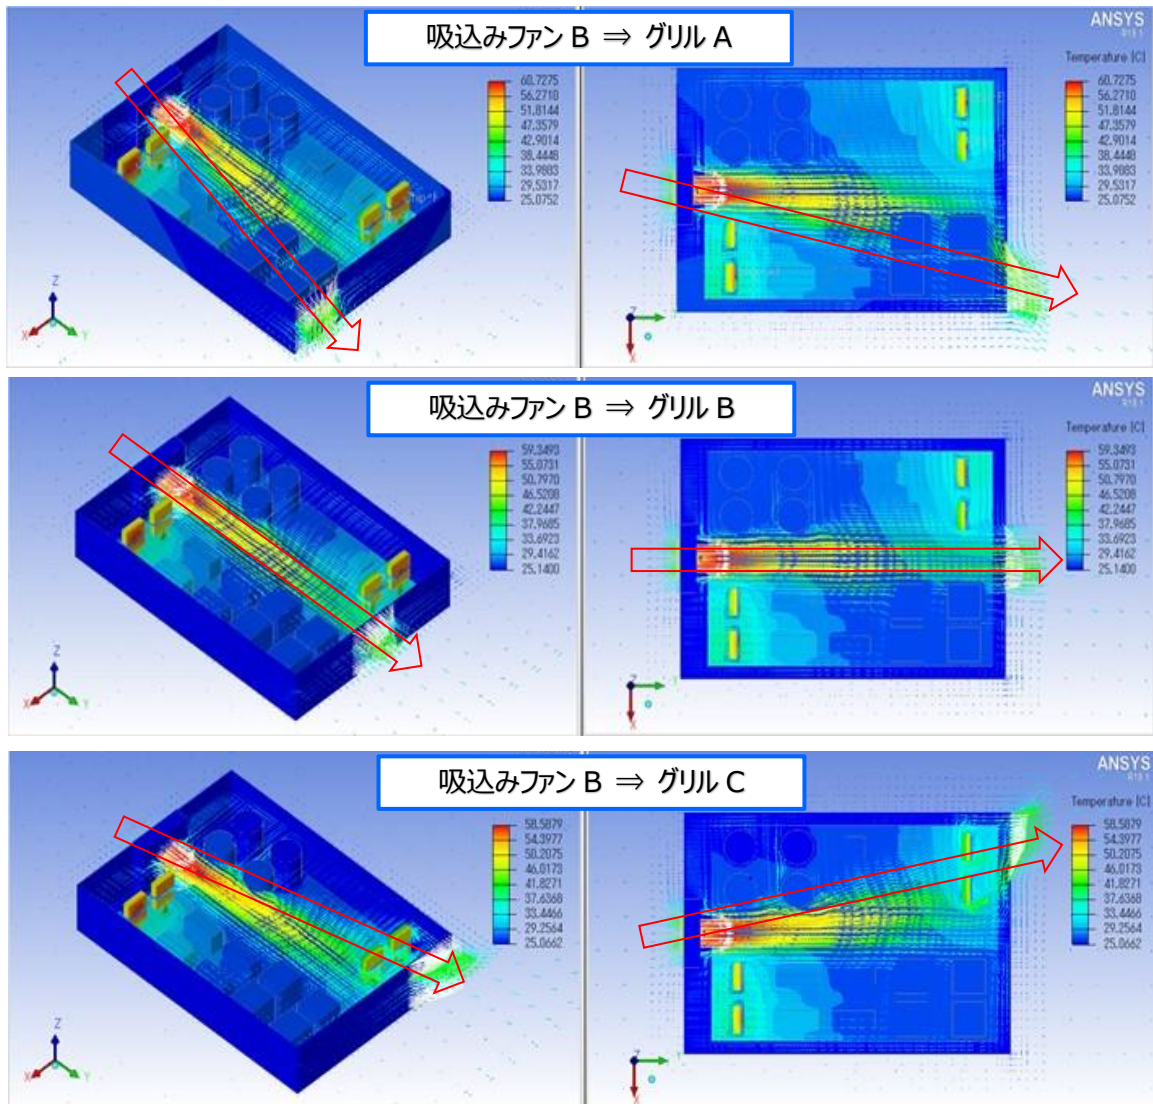 吸込みファン B ⇒ グリル A
ANSYS
R18.1
Temperature [C]
60.7275
56.2710
51.8144
47.3579
42.9014
38.4448
33.9883
29.5317
25.0752
60.7275
56.2710
51.8144
47.3579
42.9014
38.4448
33.9883
29.5317
25.0752
Z
X
Y
Z
Y
X
吸込みファン B ⇒ グリル B
ANSYS
R18.1
Temperature [C]
59.3493
55.0731
50.7970
46.5208
42.2447
37.9685
33.6923
29.4162
25.1400
59.3493
55.0731
50.7970
46.5208
42.2447
37.9685
33.6923
29.4162
25.1400
Z
X
Y
Z
Y
X
吸込みファン B ⇒ グリル C
ANSYS
R18.1
Temperature [C]
58.5879
54.3977
50.2075
46.0173
41.8271
37.6368
33.4466
29.2564
25.0662
58.5879
54.3977
50.2075
46.0173
41.8271
37.6368
33.4466
29.2564
25.0662
Z
X
Y
Z
Y
X